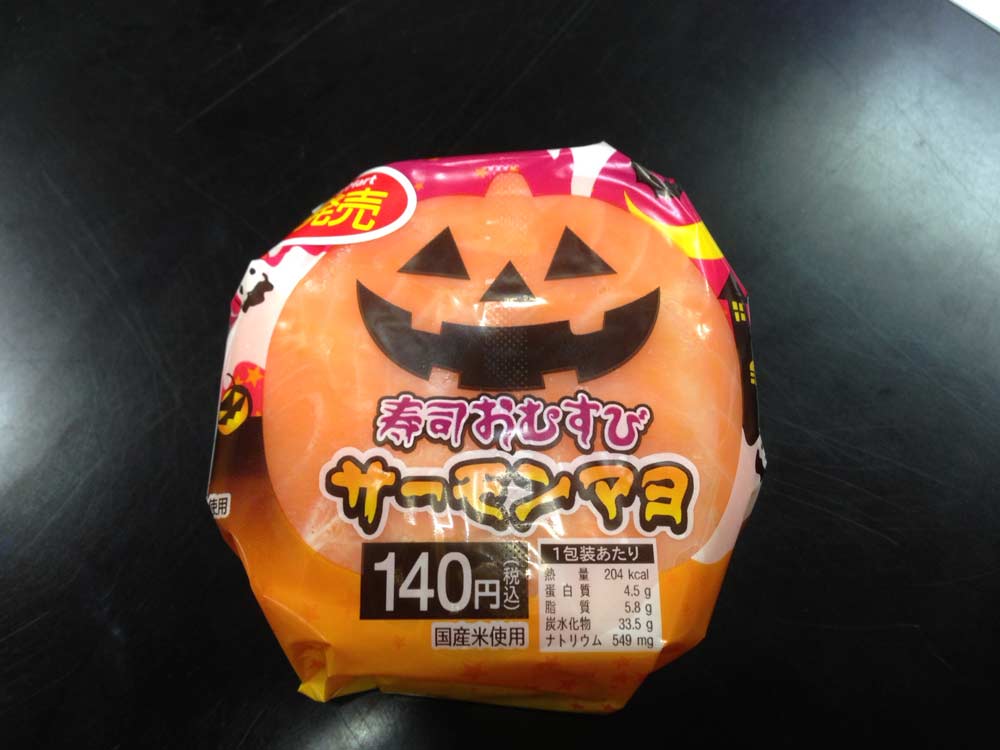 発売
寿司おむすび
サーモンマヨ
140円(税込)
国産米使用
1包装あたり
熱量 204 kcal
蛋白質 4.5 g
脂質 5.8 g
炭水化物 33.5 g
ナトリウム 549 mg
使用